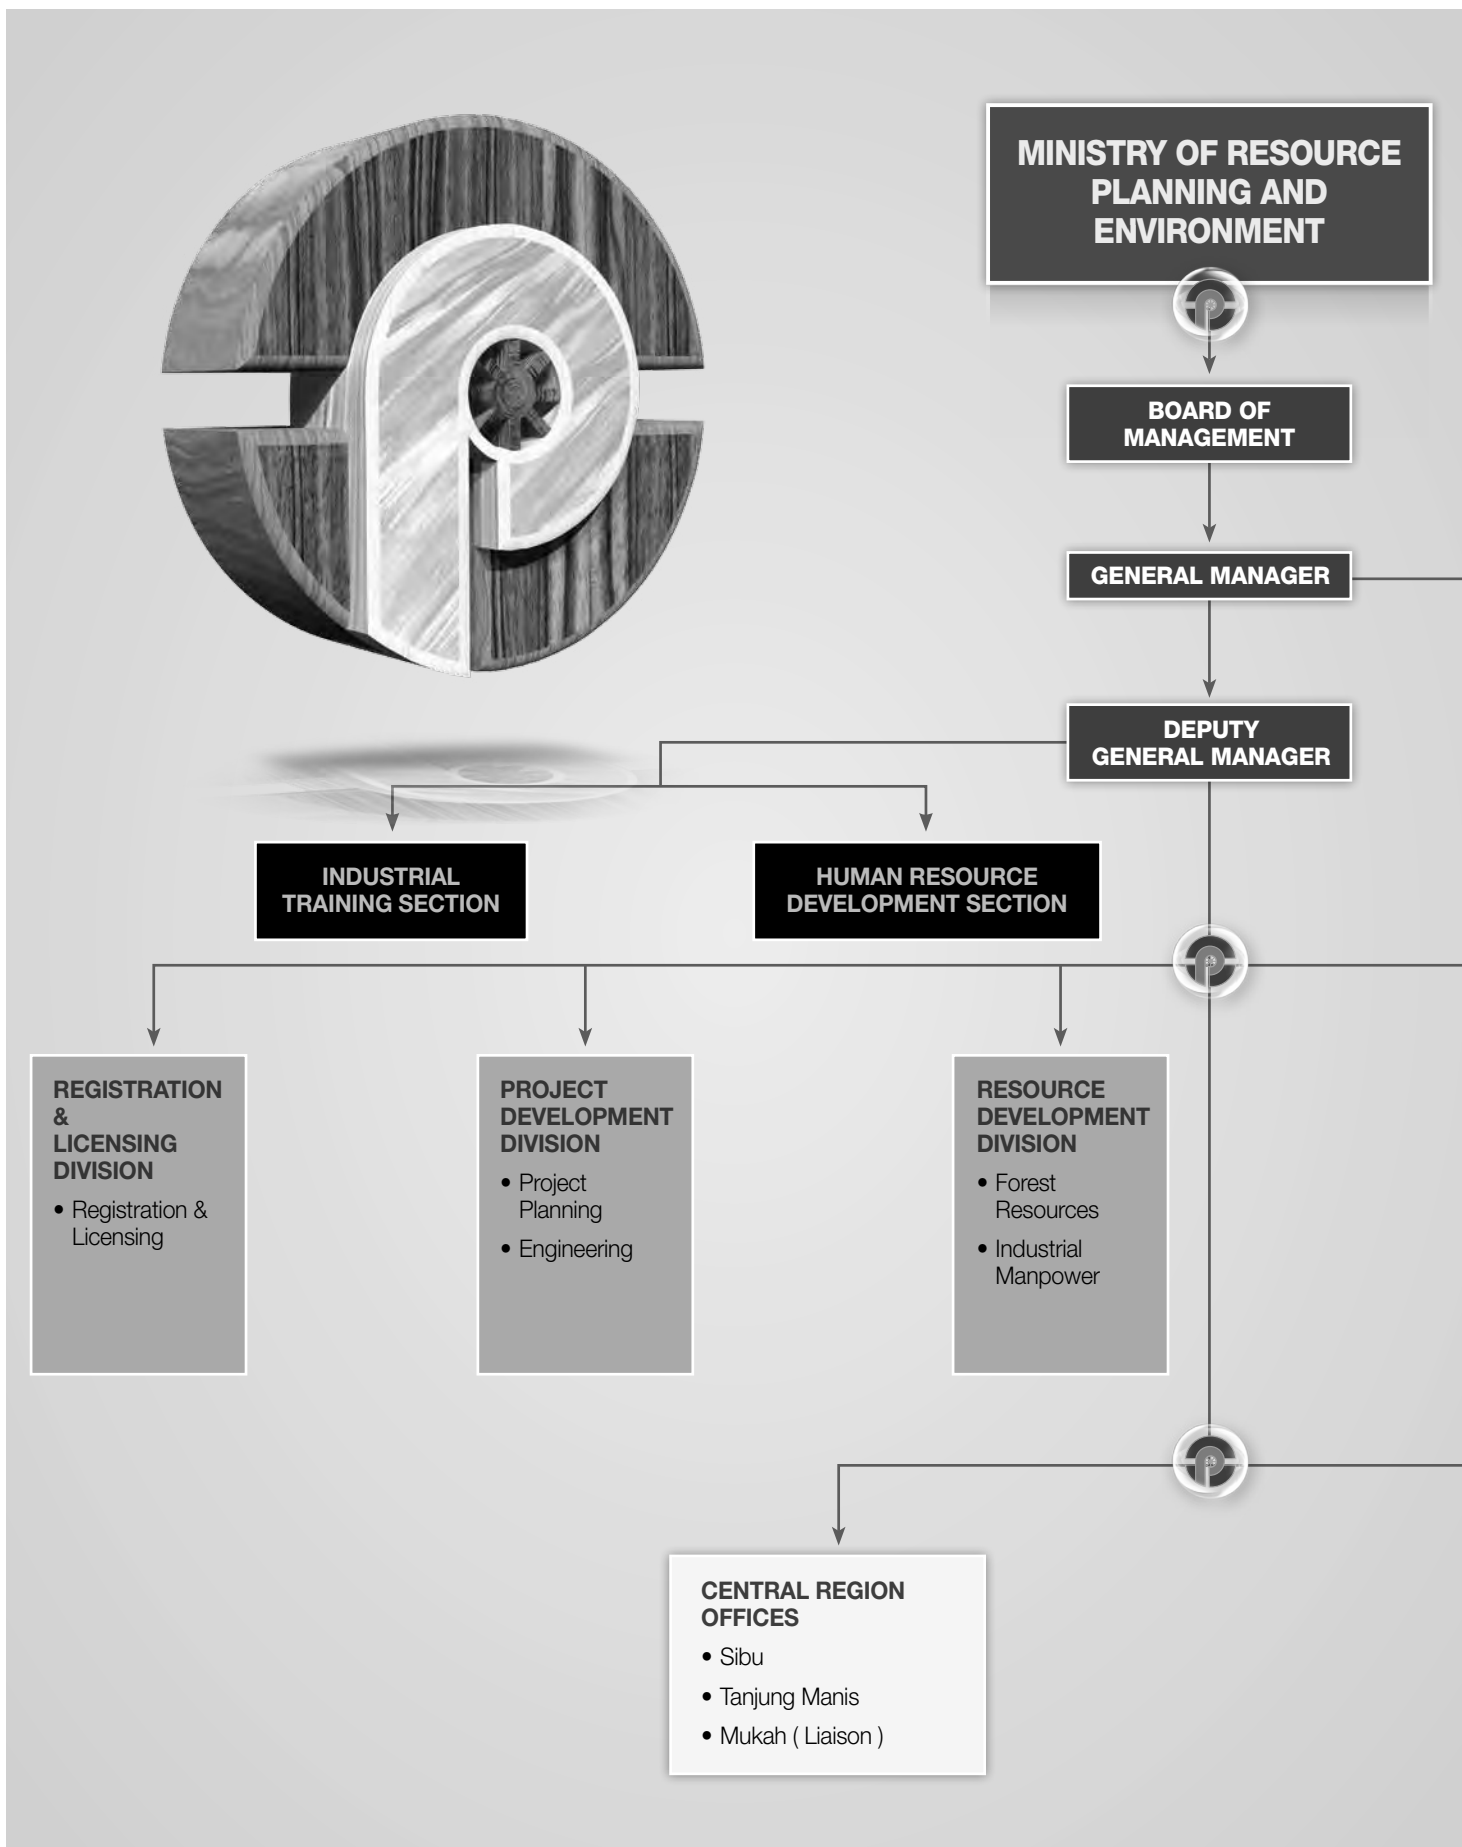 MINISTRY OF RESOURCE
PLANNING AND
ENVIRONMENT
BOARD OF
MANAGEMENT
GENERAL MANAGER
DEPUTY
GENERAL MANAGER
INDUSTRIAL
TRAINING SECTION
HUMAN RESOURCE
DEVELOPMENT SECTION
REGISTRATION
&
LICENSING
DIVISION
• Registration &
Licensing
PROJECT
DEVELOPMENT
DIVISION
• Project
Planning
• Engineering
RESOURCE
DEVELOPMENT
DIVISION
• Forest
Resources
• Industrial
Manpower
CENTRAL REGION
OFFICES
• Sibu
• Tanjung Manis
• Mukah ( Liaison )